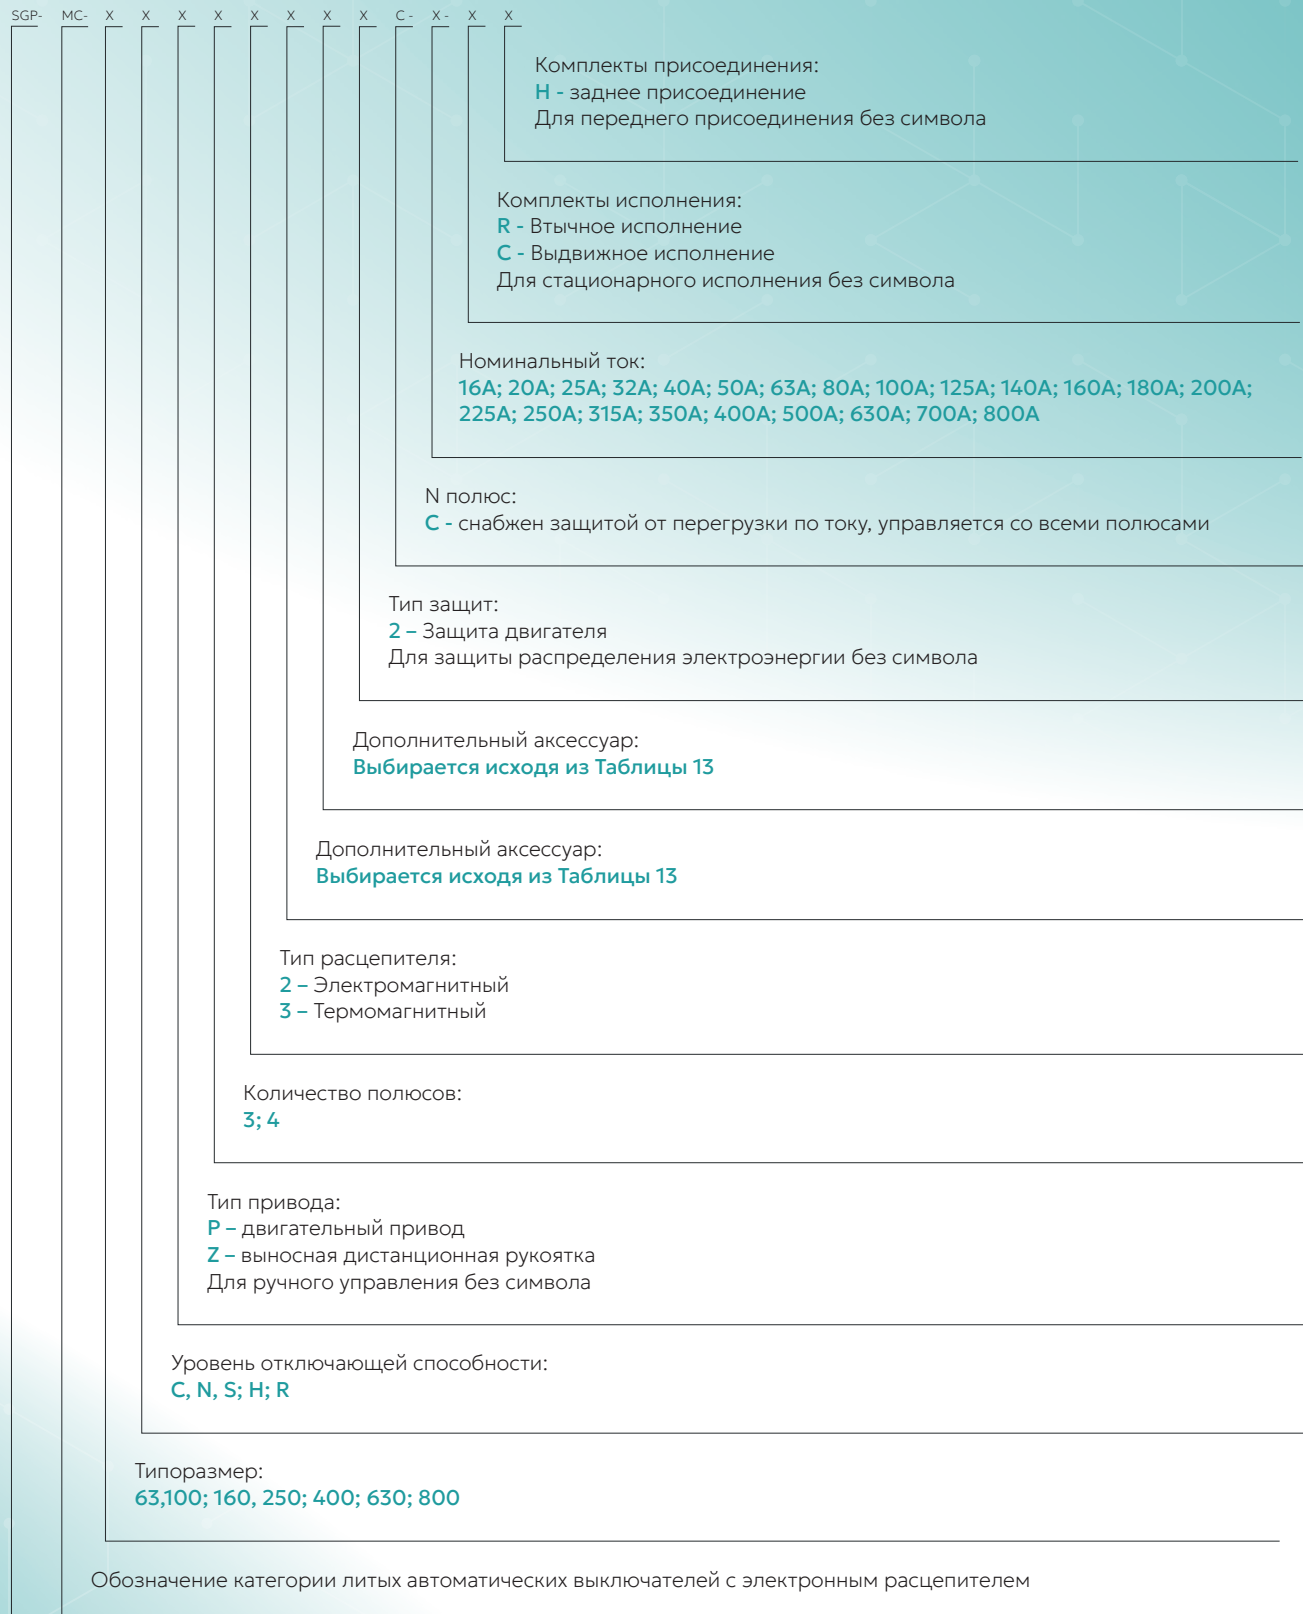 SGP- MC- X X X X X X X X C - X - X X
Комплекты присоединения:
H - заднее присоединение
Для переднего присоединения без символа
Комплекты исполнения:
R - Втычное исполнение
C - Выдвижное исполнение
Для стационарного исполнения без символа
Номинальный ток:
16A; 20A; 25A; 32A; 40A; 50A; 63A; 80A; 100A; 125A; 140A; 160A; 180A; 200A;
225A; 250A; 315A; 350A; 400A; 500A; 630A; 700A; 800A
N полюс:
C - снабжен защитой от перегрузки по току, управляется со всеми полюсами
Тип защит:
2 – Защита двигателя
Для защиты распределения электроэнергии без символа
Дополнительный аксессуар:
Выбирается исходя из Таблицы 13
Дополнительный аксессуар:
Выбирается исходя из Таблицы 13
Тип расцепителя:
2 – Электромагнитный
3 – Термомагнитный
Количество полюсов:
3; 4
Тип привода:
P – двигательный привод
Z – выносная дистанционная рукоятка
Для ручного управления без символа
Уровень отключающей способности:
C, N, S; H; R
Типоразмер:
63,100; 160, 250; 400; 630; 800
Обозначение категории литых автоматических выключателей с электронным расцепителем